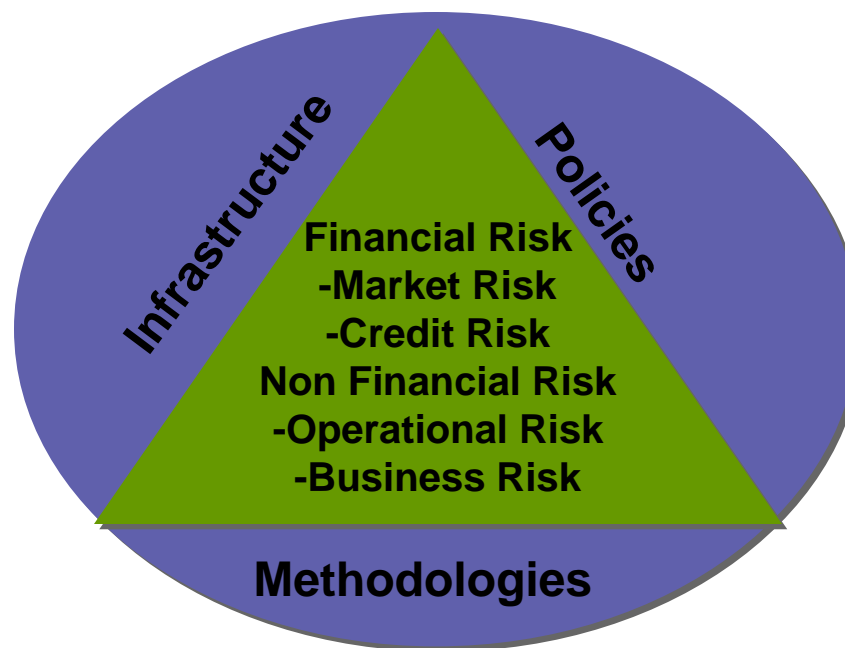 Infrastructure
Policies
Financial Risk
-Market Risk
-Credit Risk
Non Financial Risk
-Operational Risk
-Business Risk
Methodologies